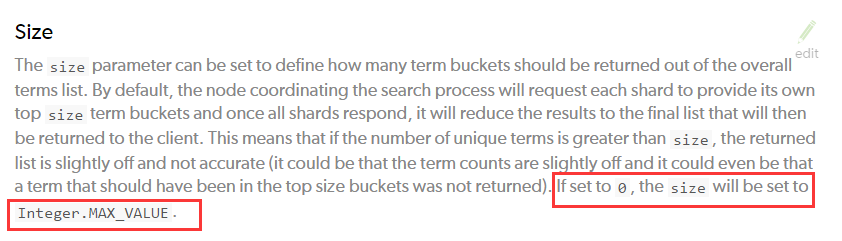 Size
edit
The size parameter can be set to define how many term buckets should be returned out of the overall
terms list. By default, the node coordinating the search process will request each shard to provide its own
top size term buckets and once all shards respond, it will reduce the results to the final list that will then
be returned to the client. This means that if the number of unique terms is greater than size, the returned
list is slightly off and not accurate (it could be that the term counts are slightly off and it could even be that
a term that should have been in the top size buckets was not returned). If set to 0, the size will be set to
Integer.MAX_VALUE.